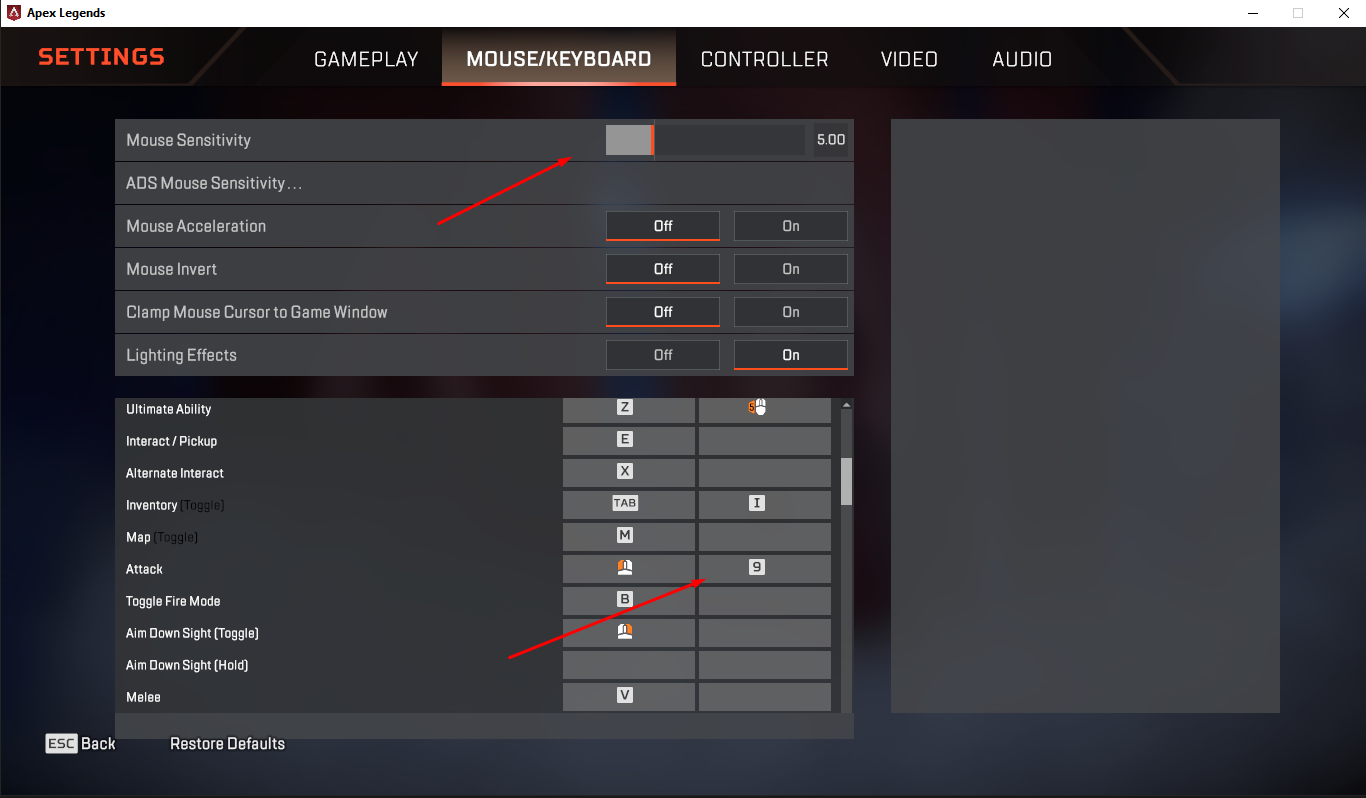 Apex Legends
SETTINGS GAMEPLAY MOUSE/KEYBOARD CONTROLLER VIDEO AUDIO
Mouse Sensitivity 5.00
ADS Mouse Sensitivity...
Mouse Acceleration Off On
Mouse Invert Off On
Clamp Mouse Cursor to Game Window Off On
Lighting Effects Off On
Ultimate Ability Z 5
Interact / Pickup E
Alternate Interact X
Inventory (Toggle) TAB I
Map (Toggle) M
Attack 9
Toggle Fire Mode B
Aim Down Sight (Toggle)
Aim Down Sight (Hold)
Melee V
ESC Back Restore Defaults